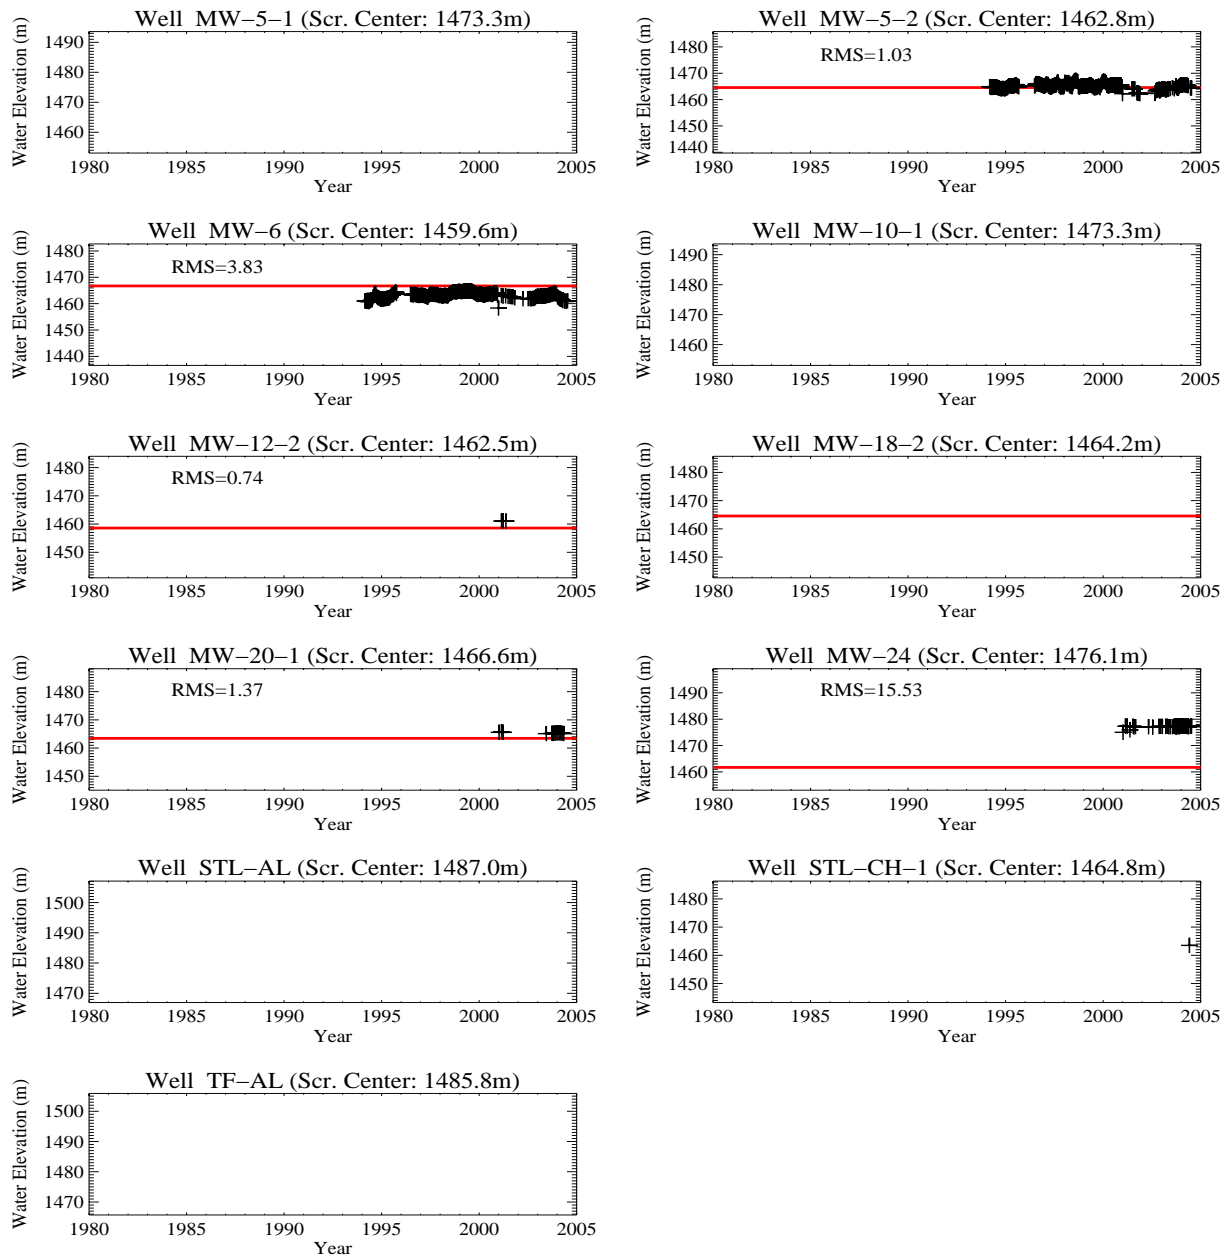 Well MW−5−1 (Scr. Center: 1473.3m)
Water Elevation (m)
1490
1480
1470
1460
1980 1985 1990 1995 2000 2005
Year
Well MW−5−2 (Scr. Center: 1462.8m)
RMS=1.03
Water Elevation (m)
1480
1470
1460
1450
1440
1980 1985 1990 1995 2000 2005
Year
Well MW−6 (Scr. Center: 1459.6m)
RMS=3.83
Water Elevation (m)
1480
1470
1460
1450
1440
1980 1985 1990 1995 2000 2005
Year
Well MW−10−1 (Scr. Center: 1473.3m)
Water Elevation (m)
1490
1480
1470
1460
1980 1985 1990 1995 2000 2005
Year
Well MW−12−2 (Scr. Center: 1462.5m)
RMS=0.74
Water Elevation (m)
1480
1470
1460
1450
1980 1985 1990 1995 2000 2005
Year
Well MW−18−2 (Scr. Center: 1464.2m)
Water Elevation (m)
1480
1470
1460
1450
1980 1985 1990 1995 2000 2005
Year
Well MW−20−1 (Scr. Center: 1466.6m)
RMS=1.37
Water Elevation (m)
1480
1470
1460
1450
1980 1985 1990 1995 2000 2005
Year
Well MW−24 (Scr. Center: 1476.1m)
RMS=15.53
Water Elevation (m)
1490
1480
1470
1460
1980 1985 1990 1995 2000 2005
Year
Well STL−AL (Scr. Center: 1487.0m)
Water Elevation (m)
1500
1490
1480
1470
1980 1985 1990 1995 2000 2005
Year
Well STL−CH−1 (Scr. Center: 1464.8m)
Water Elevation (m)
1480
1470
1460
1450
1980 1985 1990 1995 2000 2005
Year
Well TF−AL (Scr. Center: 1485.8m)
Water Elevation (m)
1500
1490
1480
1470
1980 1985 1990 1995 2000 2005
Year